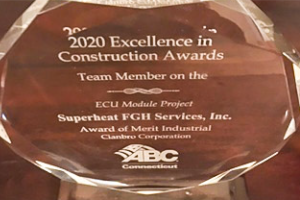 2020 Excellence in
Construction Awards
Team Member on the
ECU Module Project
Superheat FGH Services, Inc.
Award of Merit Industrial
Cianbro Corporation
ABC
Connecticut